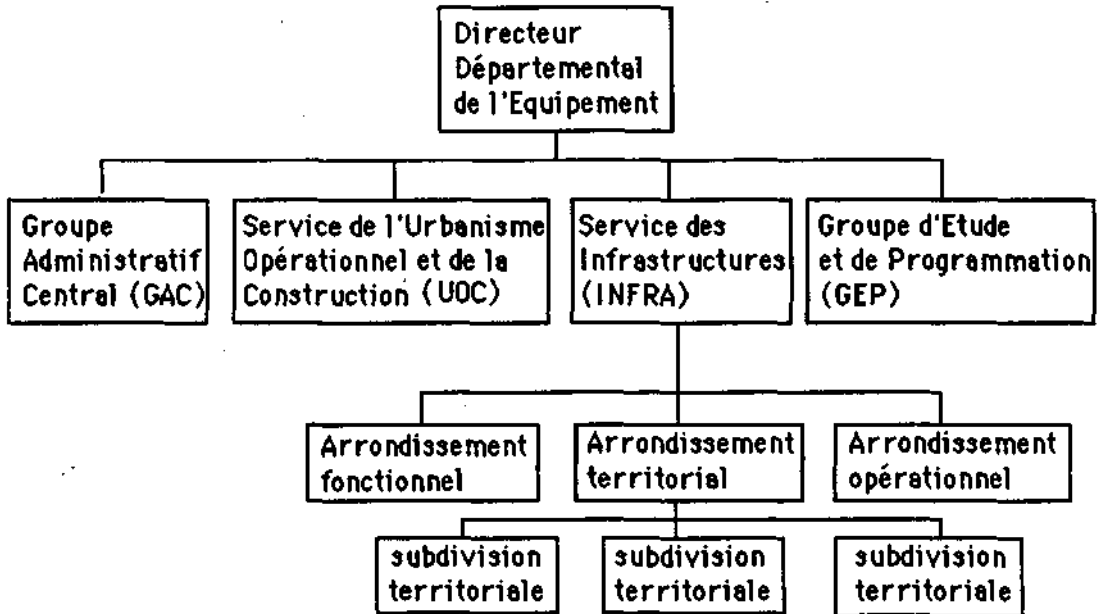 Directeur
Départemental
de l'Equipement
Groupe
Administratif
Central (GAC)
Service de l'Urbanisme
Opérationnel et de la
Construction (UOC)
Service des
Infrastructures
(INFRA)
Groupe d'Etude
et de Programmation
(GEP)
Arrondissement
fonctionnel
Arrondissement
territorial
Arrondissement
opérationnel
subdivision
territoriale
subdivision
territoriale
subdivision
territoriale